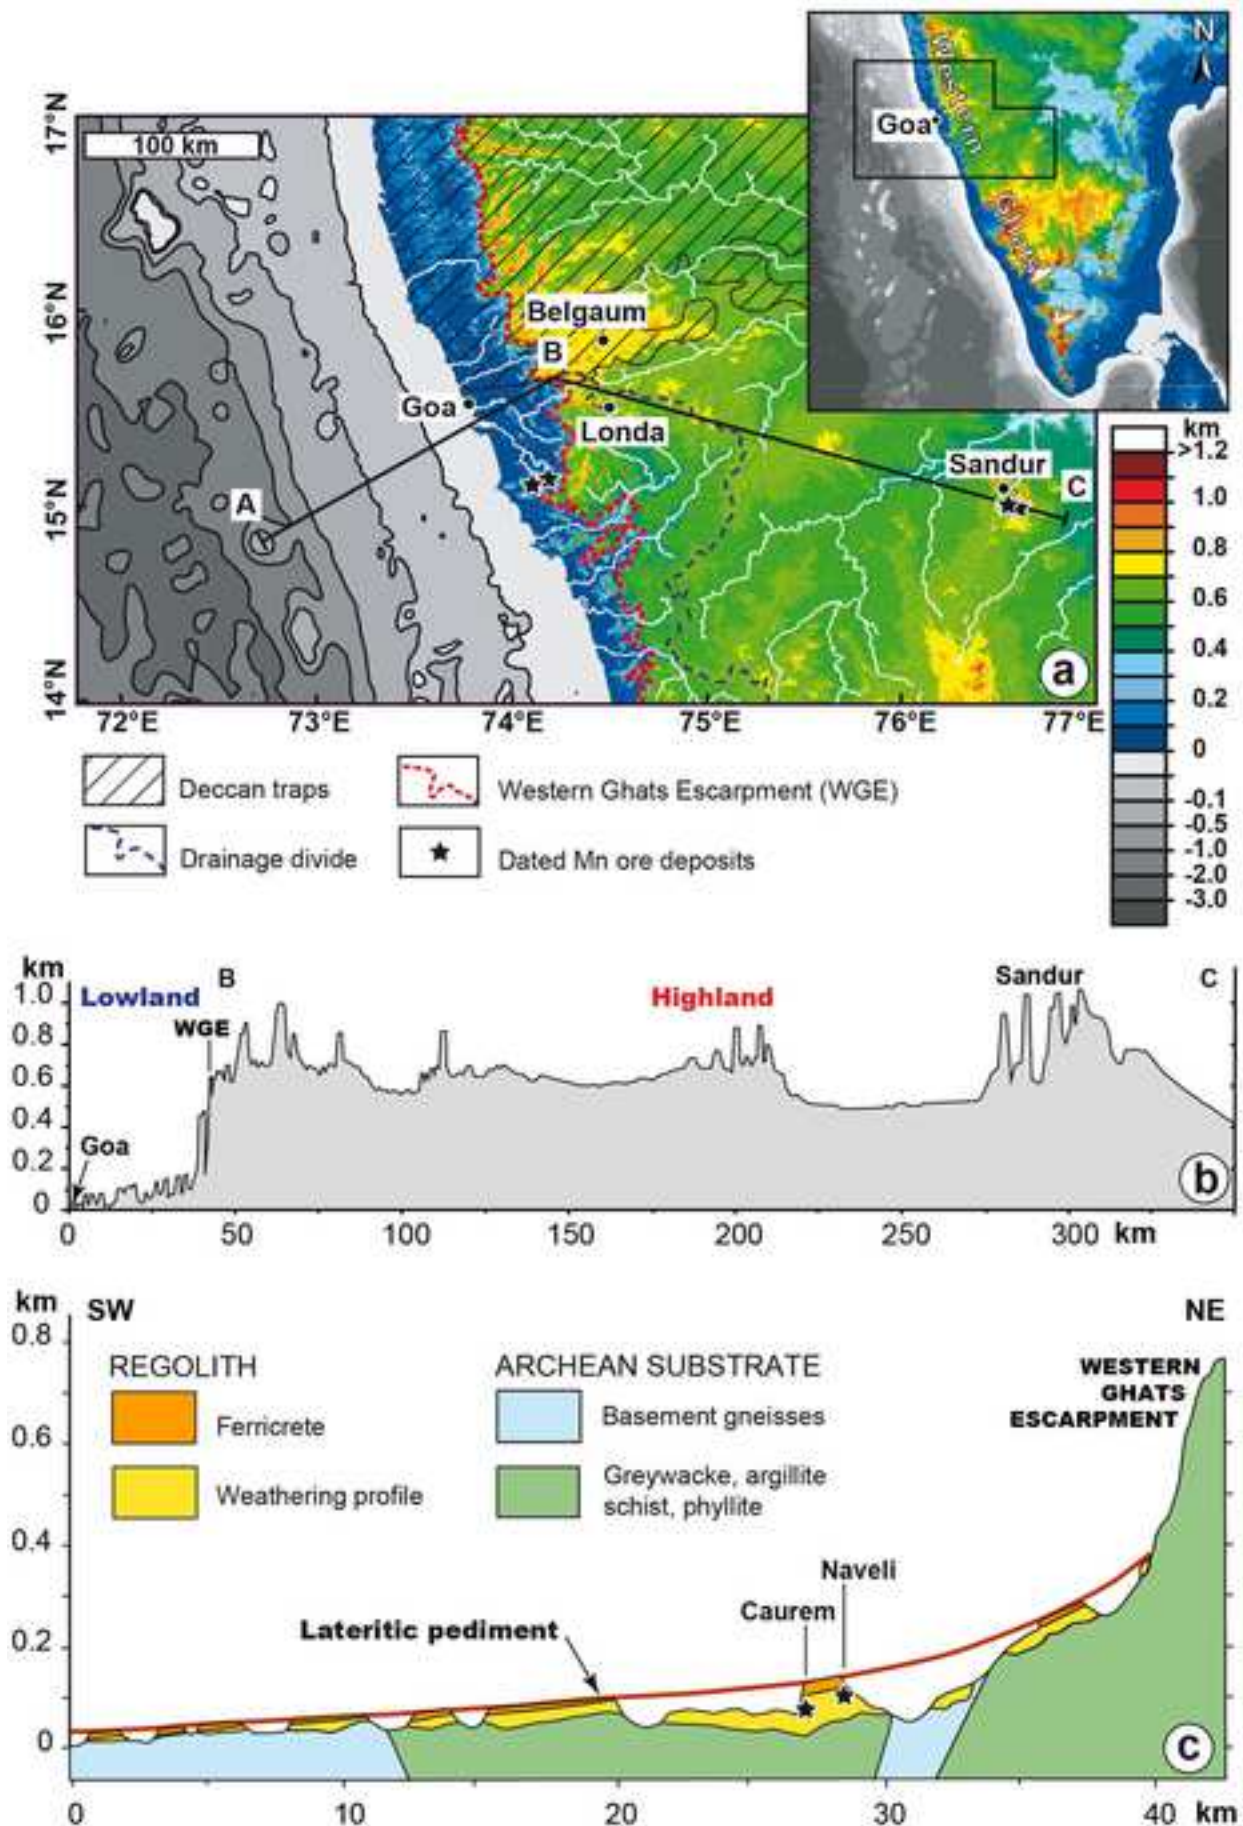 N
Western
Ghats
Goa
17°N
16°N
15°N
14°N
100 km
Belgaum
B
Goa
Londa
A
Sandur
C
a
72°E 73°E 74°E 75°E 76°E 77°E
km
>1.2
1.0
0.8
0.6
0.4
0.2
0
-0.1
-0.5
-1.0
-2.0
-3.0
Deccan traps
Western Ghats Escarpment (WGE)
Drainage divide
Dated Mn ore deposits
km
1.0
0.8
0.6
0.4
0.2
0
Lowland
B
WGE
Highland
Sandur
C
Goa
b
0 50 100 150 200 250 300 km
km
SW
NE
0.8
0.6
0.4
0.2
0
REGOLITH
Ferricrete
Weathering profile
ARCHEAN SUBSTRATE
Basement gneisses
Greywacke, argillite
schist, phyllite
WESTERN
GHATS
ESCARPMENT
Naveli
Caurem
Lateritic pediment
c
0 10 20 30 40 km